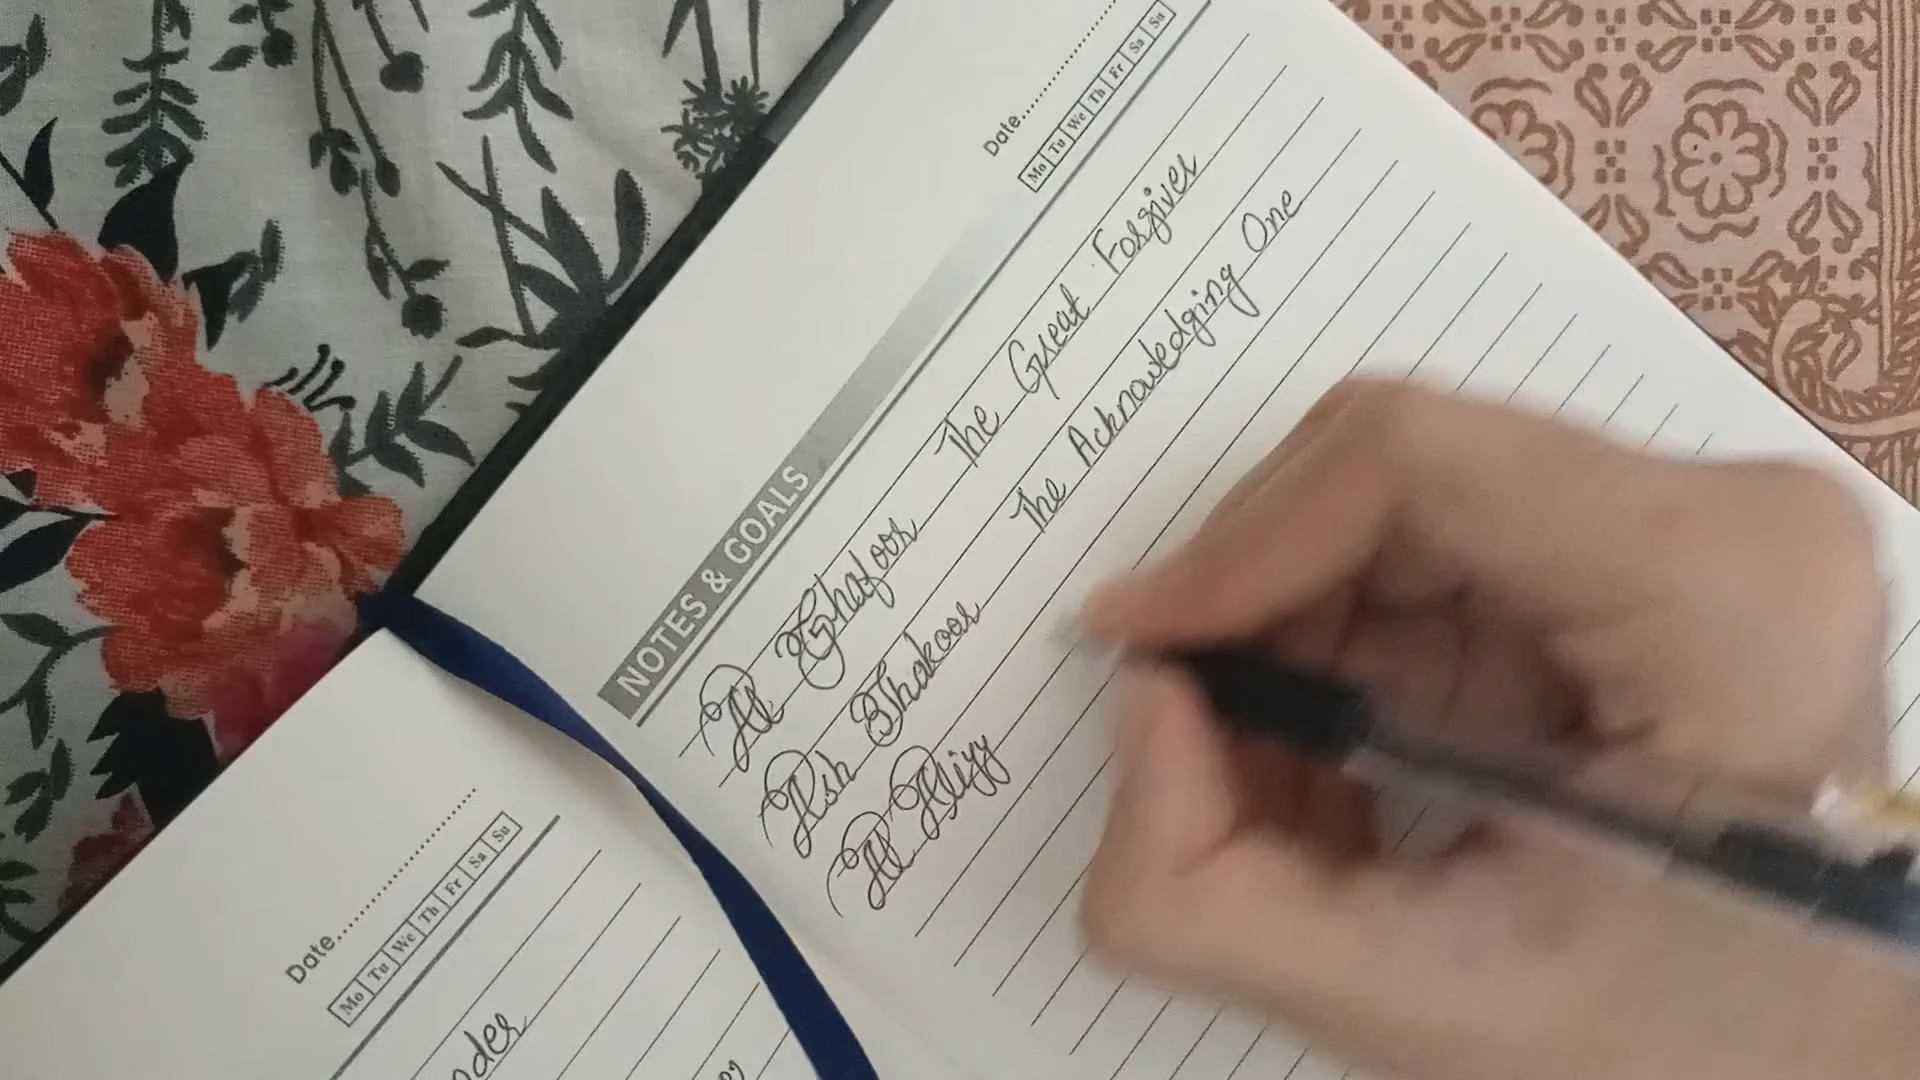 Date
Mo Tu We Th Fr Sa Su
NOTES & GOALS
Al Ghafoor The Great Forgiver
Ash Shakoor The Acknowledging One
Al Aliyy
Date
Mo Tu We Th Fr Sa Su